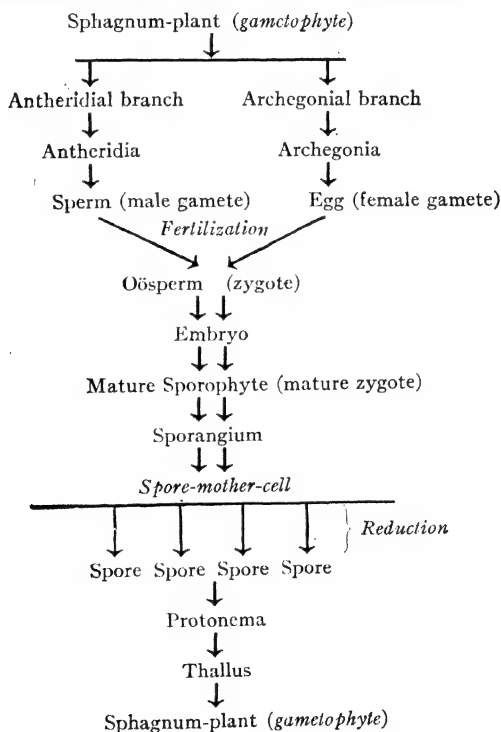 Sphagnum-plant (gametophyte)
Antheridial branch Archegonial branch
Antheridia Archegonia
Sperm (male gamete) Egg (female gamete)
Fertilization
Oösperm (zygote)
Embryo
Mature Sporophyte (mature zygote)
Sporangium
Spore-mother-cell
Reduction
Spore Spore Spore Spore
Protonema
Thallus
Sphagnum-plant (gametophyte)